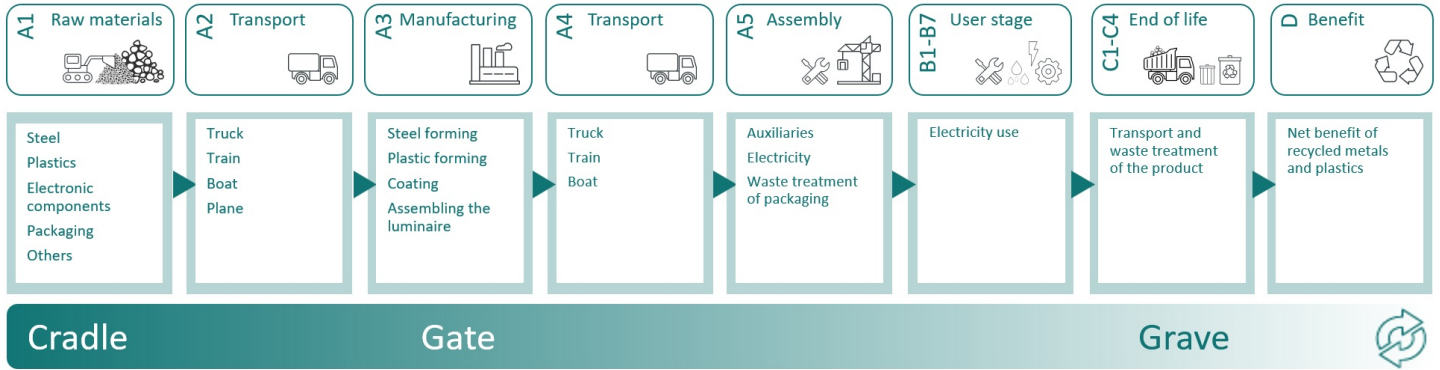 A1 Raw materials
A2 Transport
A3 Manufacturing
A4 Transport
A5 Assembly
B1-B7 User stage
C1-C4 End of life
D Benefit
Steel
Plastics
Electronic
components
Packaging
Others
Truck
Train
Boat
Plane
Steel forming
Plastic forming
Coating
Assembling the
luminaire
Truck
Train
Boat
Auxiliaries
Electricity
Waste treatment
of packaging
Electricity use
Transport and
waste treatment
of the product
Net benefit of
recycled metals
and plastics
Cradle
Gate
Grave